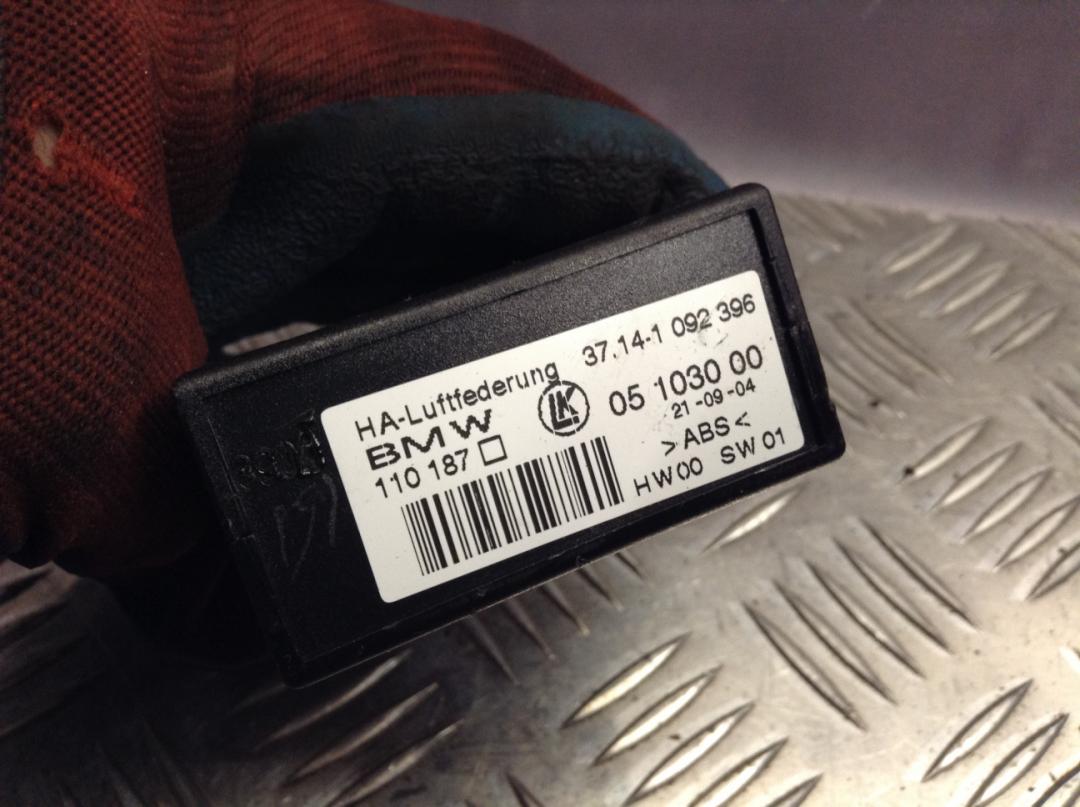 HA-Luftfederung 37.14-1 092 396
BMW LK 05 1030 00
110 187 21-09-04
>ABS<
HW00 SW 01